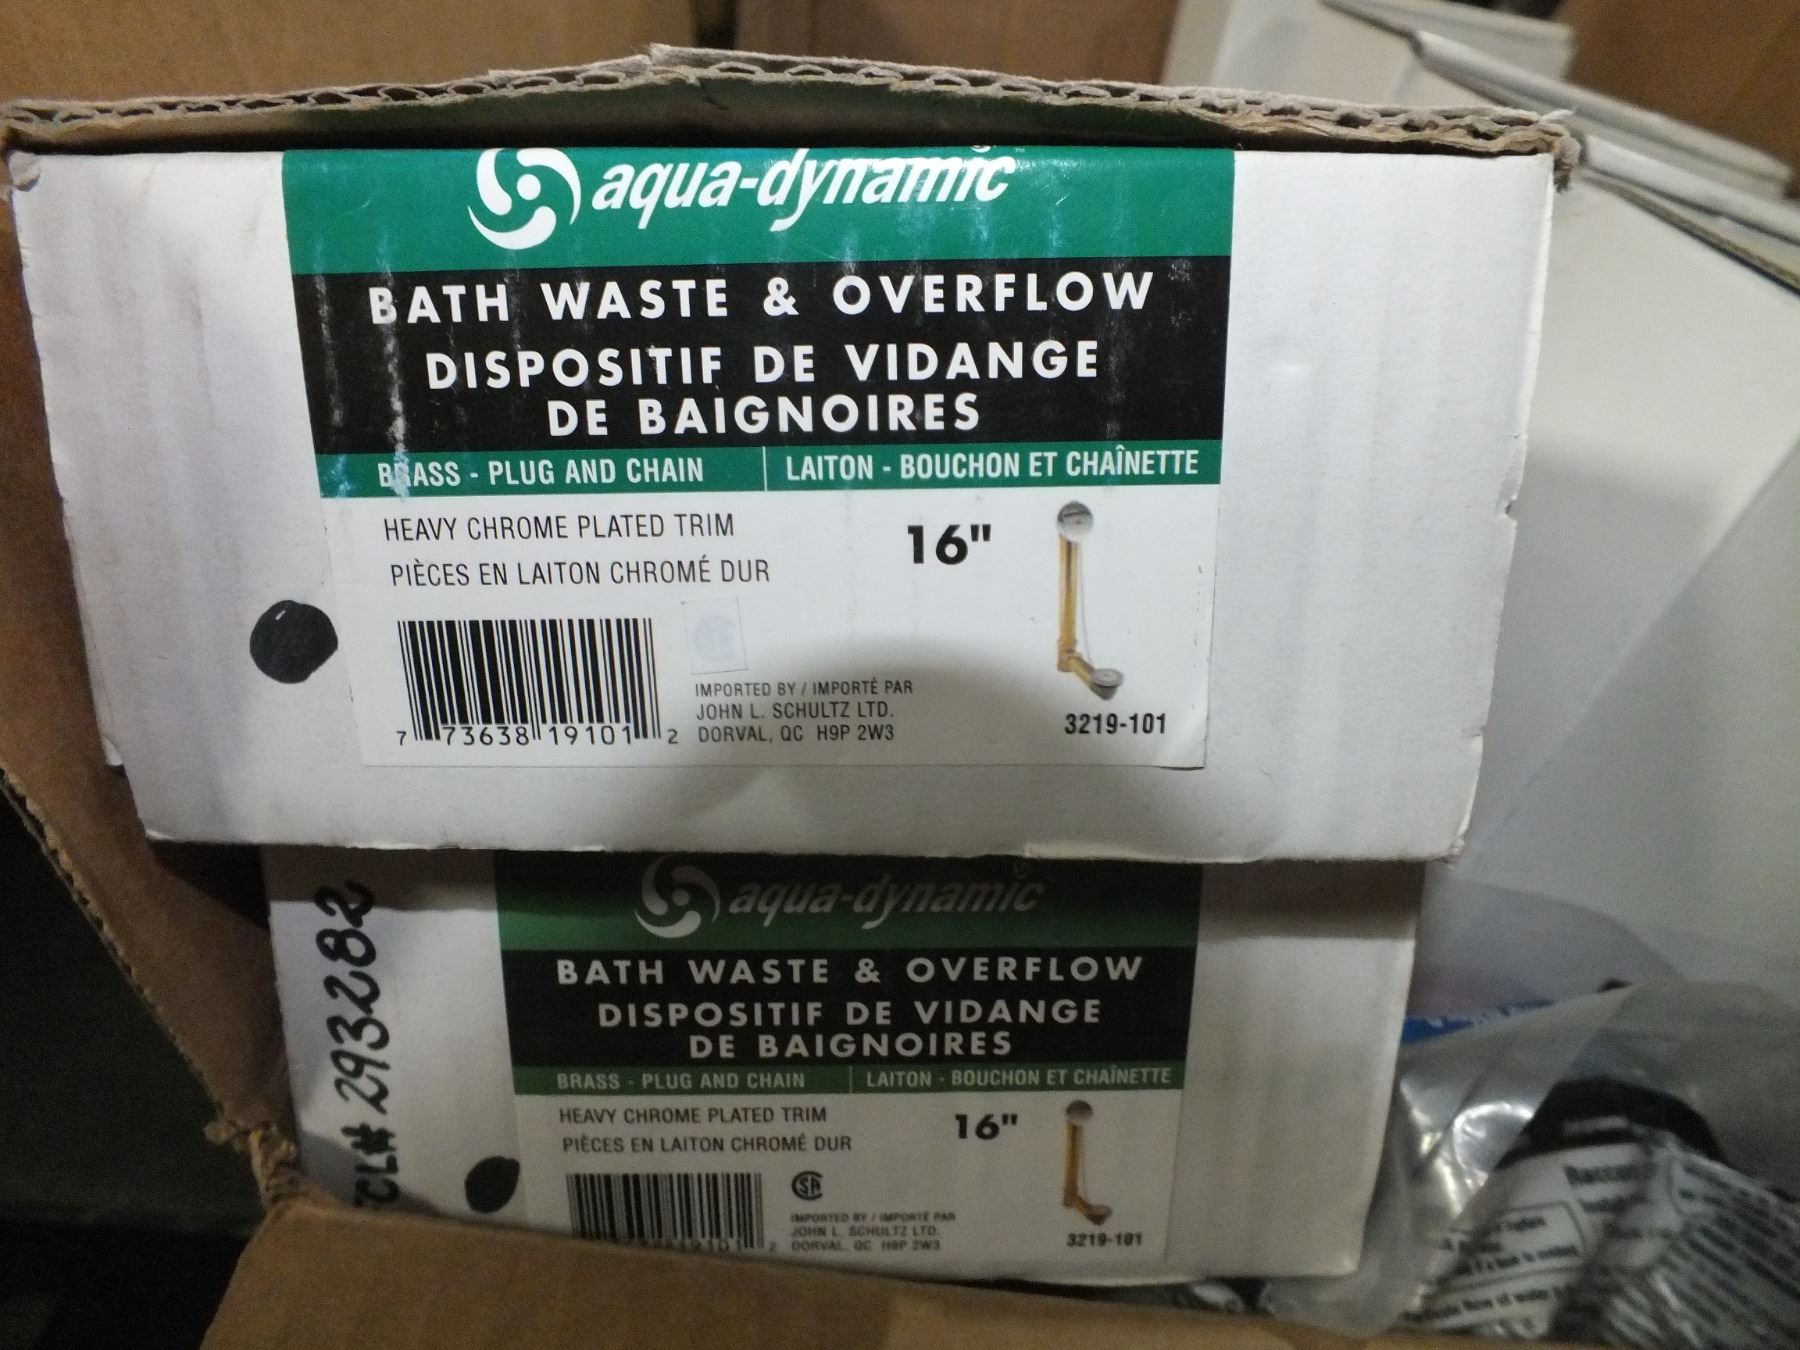 aqua-dynamic
BATH WASTE & OVERFLOW
DISPOSITIF DE VIDANGE
DE BAIGNOIRES
BRASS - PLUG AND CHAIN
LAITON - BOUCHON ET CHAÎNETTE
HEAVY CHROME PLATED TRIM
PIÈCES EN LAITON CHROMÉ DUR
16"
7 73638 19101 2
IMPORTED BY / IMPORTÉ PAR
JOHN L. SCHULTZ LTD.
DORVAL, QC H9P 2W3
3219-101
TCL# 293282
aqua-dynamic
BATH WASTE & OVERFLOW
DISPOSITIF DE VIDANGE
DE BAIGNOIRES
BRASS - PLUG AND CHAIN
LAITON - BOUCHON ET CHAÎNETTE
HEAVY CHROME PLATED TRIM
PIÈCES EN LAITON CHROMÉ DUR
16"
IMPORTED BY / IMPORTÉ PAR
JOHN L. SCHULTZ LTD.
DORVAL, QC H9P 2W3
3219-101